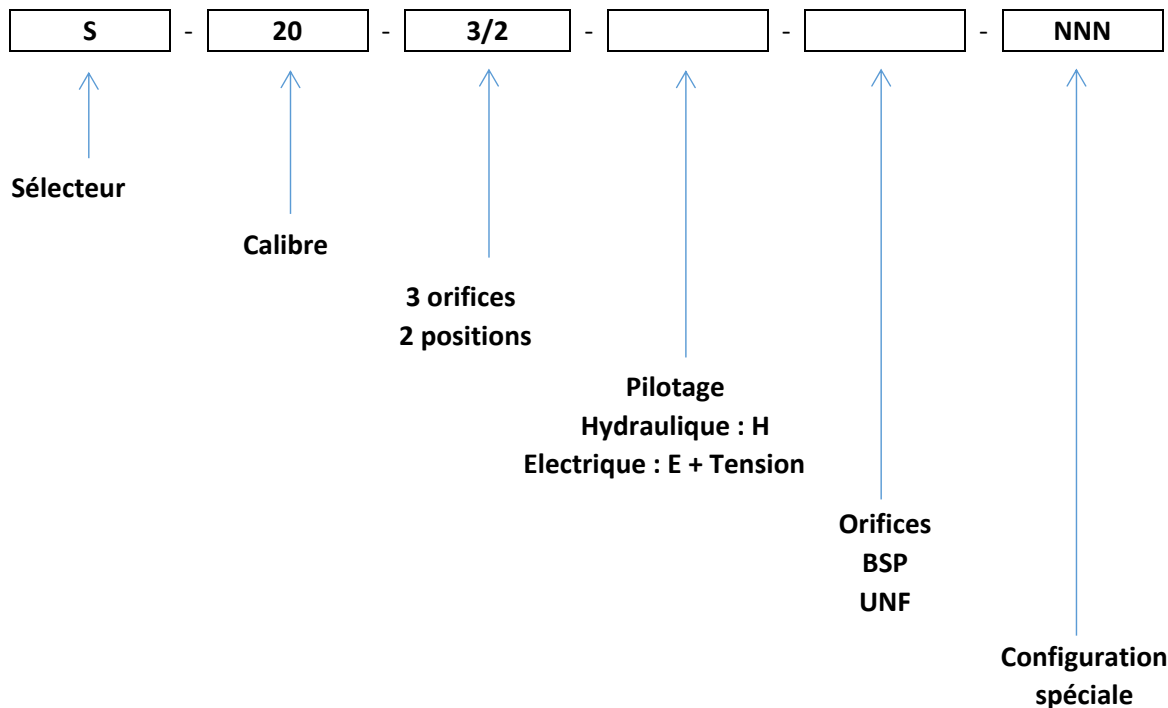 S - 20 - 3/2 - - - NNN
Sélecteur
Calibre
3 orifices
2 positions
Pilotage
Hydraulique : H
Electrique : E + Tension
Orifices
BSP
UNF
Configuration
spéciale